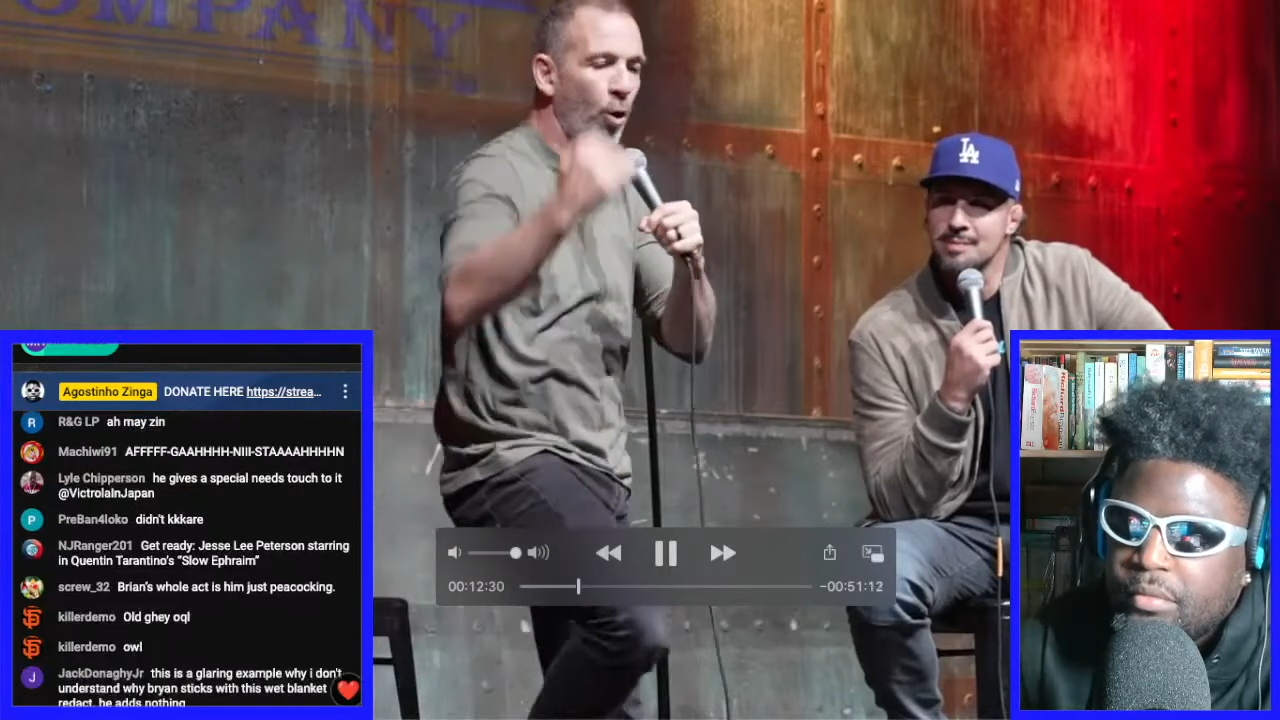 OMPANY
LA
Agostinho Zinga DONATE HERE https://strea...
R&G LP ah may zin
Machiwi91 AFFFFF-GAAHHHH-NIII-STAAAAHHHHN
Lyle Chipperson he gives a special needs touch to it
@VictrolaInJapan
PreBan4loko didn't kkkare
NJRanger201 Get ready: Jesse Lee Peterson starring
in Quentin Tarantino's "Slow Ephraim"
screw_32 Brian's whole act is him just peacocking.
killerdemo Old ghey oql
killerdemo owl
JackDonaghyJr this is a glaring example why i don't
understand why bryan sticks with this wet blanket
redact. he adds nothing
00:12:30 -00:51:12